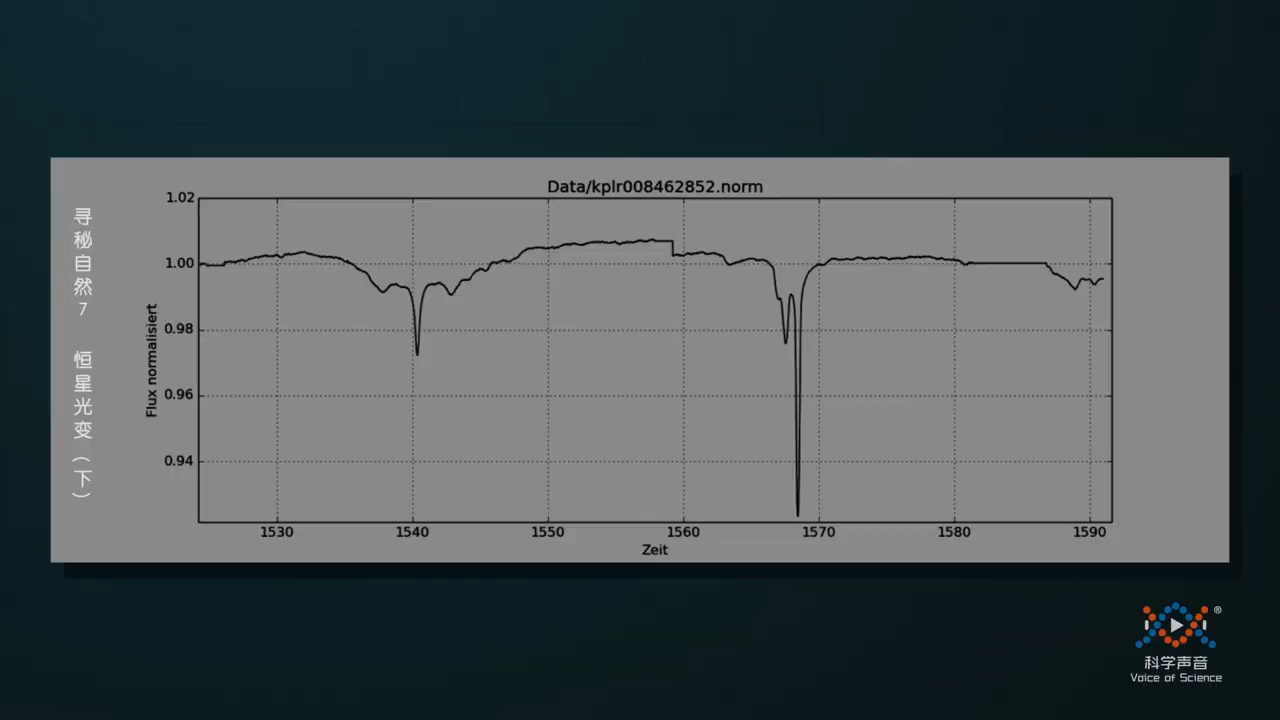 寻秘自然7 恒星光变（下）
Data/kplr008462852.norm
Flux normalisiert
1.02
1.00
0.98
0.96
0.94
1530 1540 1550 1560 1570 1580 1590
Zeit
®
科学声音
Voice of Science